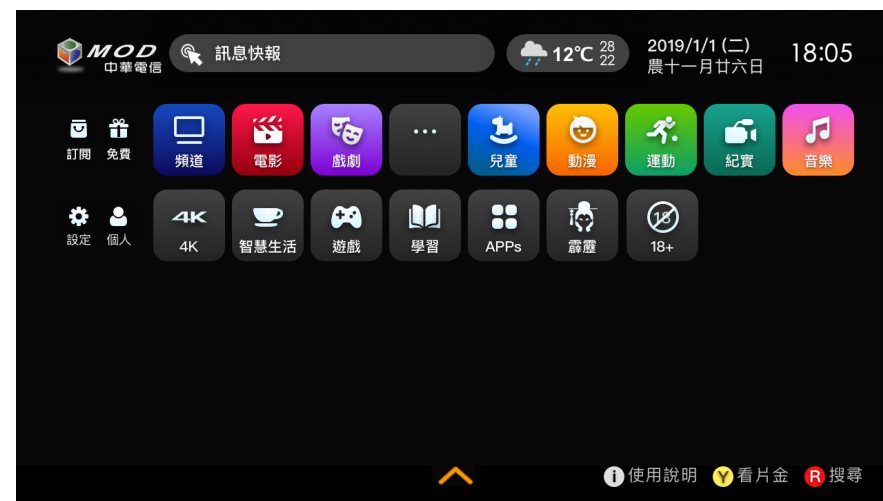 MOD
中華電信
訊息快報
12℃ 28
22
2019/1/1 (二)
農十一月廿六日
18:05
訂閱 免費 頻道 電影 戲劇 ... 兒童 動漫 運動 紀實 音樂
4K 18
設定 個人 4K 智慧生活 遊戲 學習 APPs 霹靂 18+
i 使用說明 Y 看片金 R 搜尋